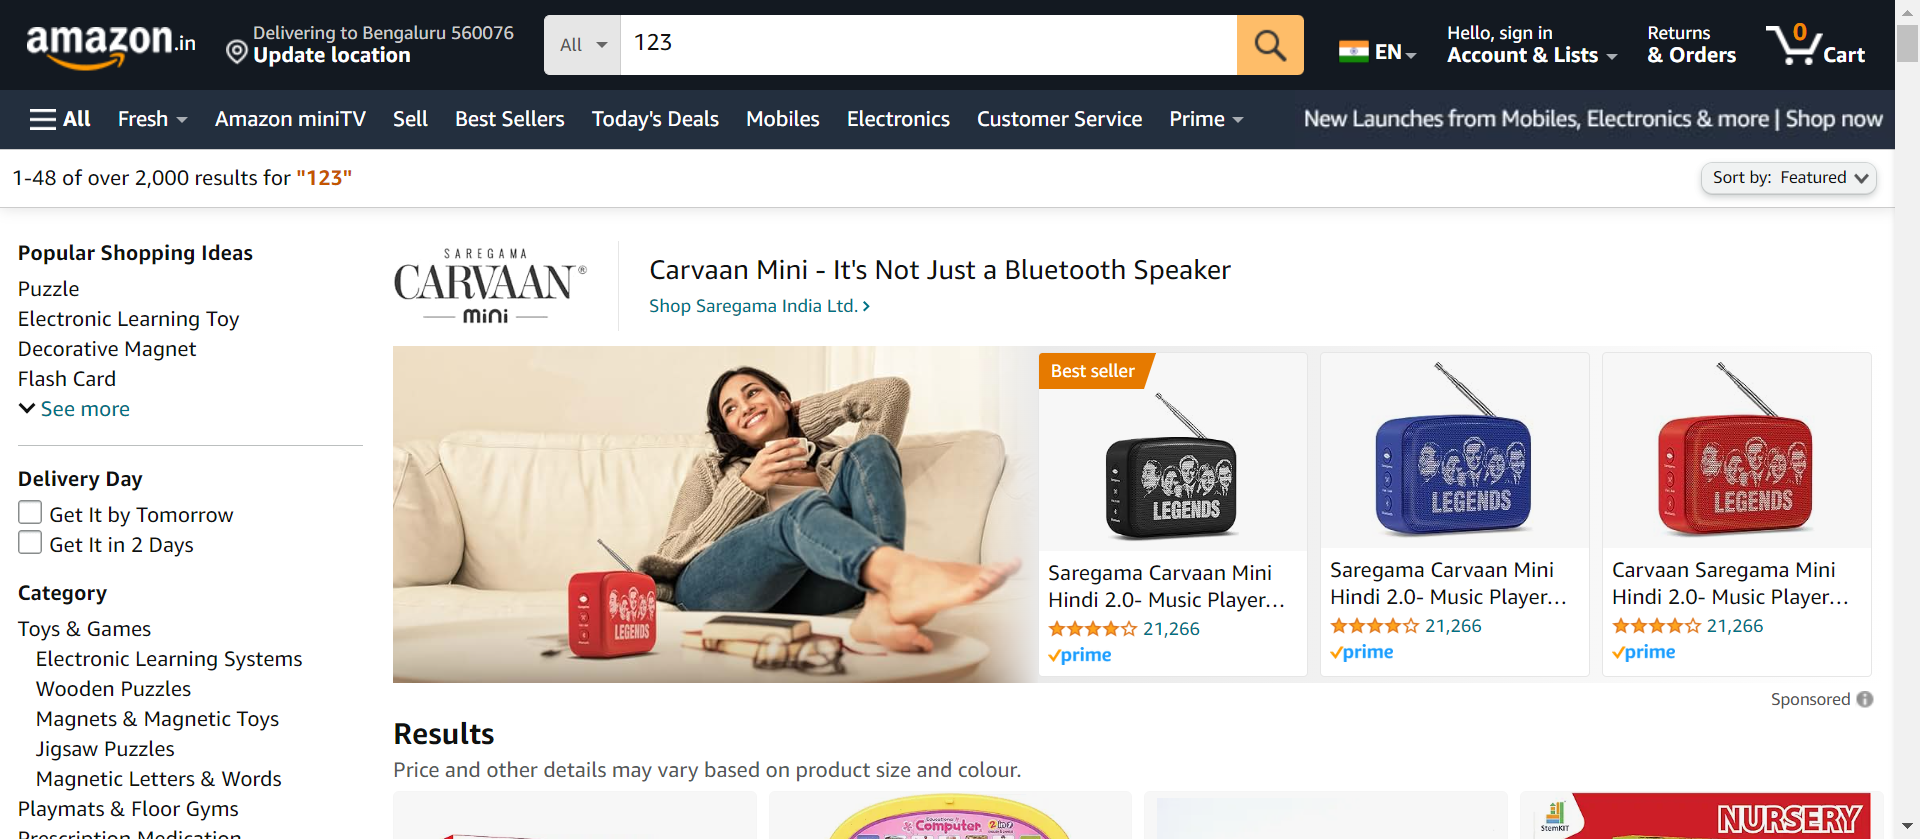 amazon.in
Delivering to Bengaluru 560076
Update location
All
123
EN
Hello, sign in
Account & Lists
Returns
& Orders
0
Cart
All
Fresh
Amazon miniTV
Sell
Best Sellers
Today's Deals
Mobiles
Electronics
Customer Service
Prime
New Launches from Mobiles, Electronics & more | Shop now
1-48 of over 2,000 results for "123"
Sort by: Featured
Popular Shopping Ideas
Puzzle
Electronic Learning Toy
Decorative Magnet
Flash Card
See more
Delivery Day
Get It by Tomorrow
Get It in 2 Days
Category
Toys & Games
Electronic Learning Systems
Wooden Puzzles
Magnets & Magnetic Toys
Jigsaw Puzzles
Magnetic Letters & Words
Playmats & Floor Gyms
Prescription Medication
SAREGAMA
CARVAAN®
mini
Carvaan Mini - It's Not Just a Bluetooth Speaker
Shop Saregama India Ltd.
LEGENDS
Best seller
LEGENDS
Saregama Carvaan Mini
Hindi 2.0- Music Player...
21,266
prime
LEGENDS
Saregama Carvaan Mini
Hindi 2.0- Music Player...
21,266
prime
LEGENDS
Carvaan Saregama Mini
Hindi 2.0- Music Player...
21,266
prime
Sponsored
Results
Price and other details may vary based on product size and colour.
Educational
Computer
2 in 1
StemKIT
NURSERY